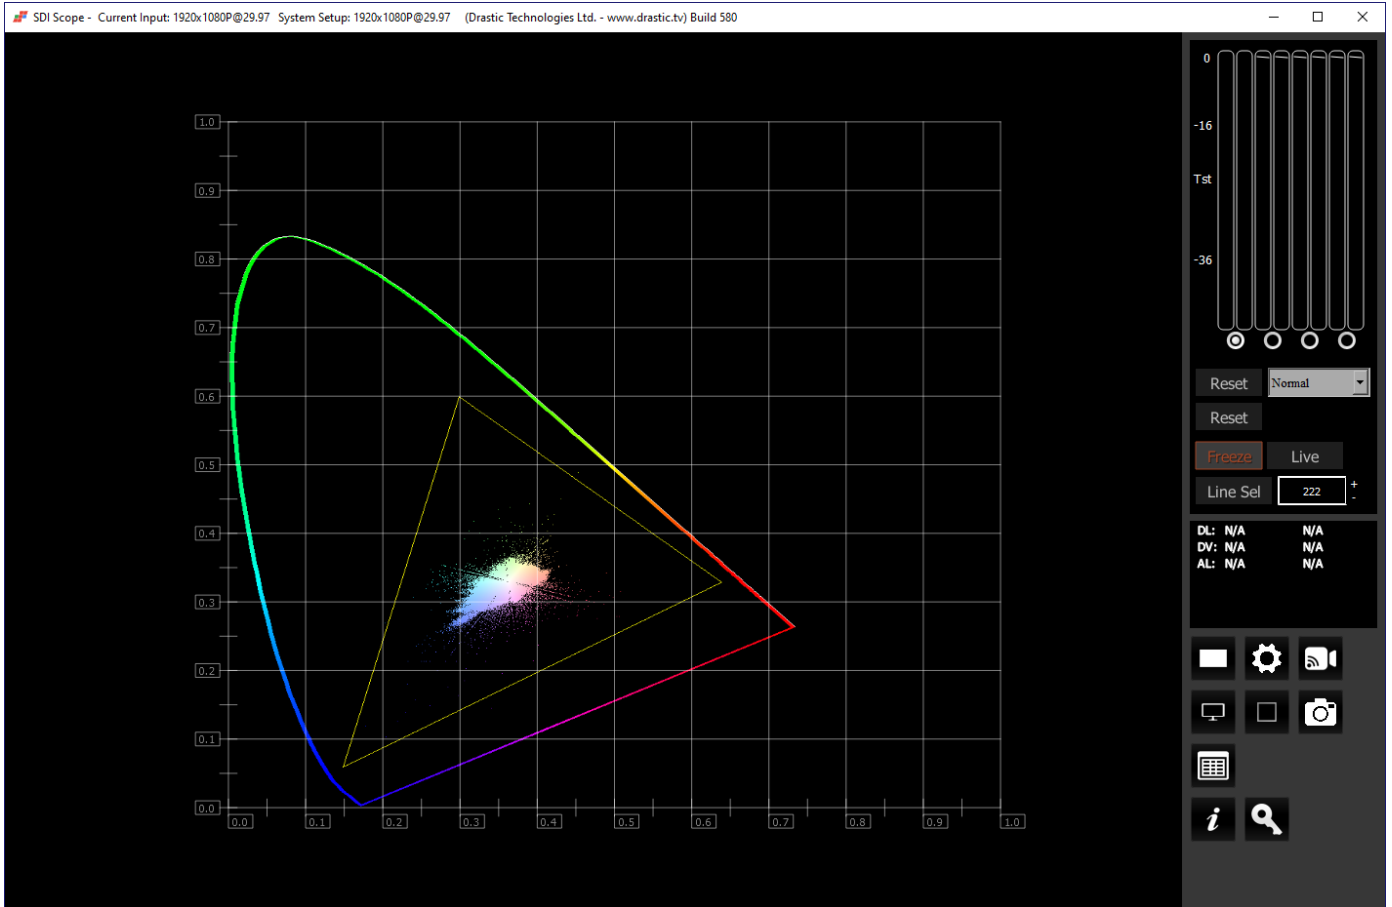 SDI Scope - Current Input: 1920x1080P@29.97 System Setup: 1920x1080P@29.97 (Drastic Technologies Ltd. - www.drastic.tv) Build 580
0
-16
Tst
-36
Reset Normal
Reset
Freeze Live
Line Sel 222 +
-
DL: N/A N/A
DV: N/A N/A
AL: N/A N/A
i
1.0
0.9
0.8
0.7
0.6
0.5
0.4
0.3
0.2
0.1
0.0
0.0 0.1 0.2 0.3 0.4 0.5 0.6 0.7 0.8 0.9 1.0